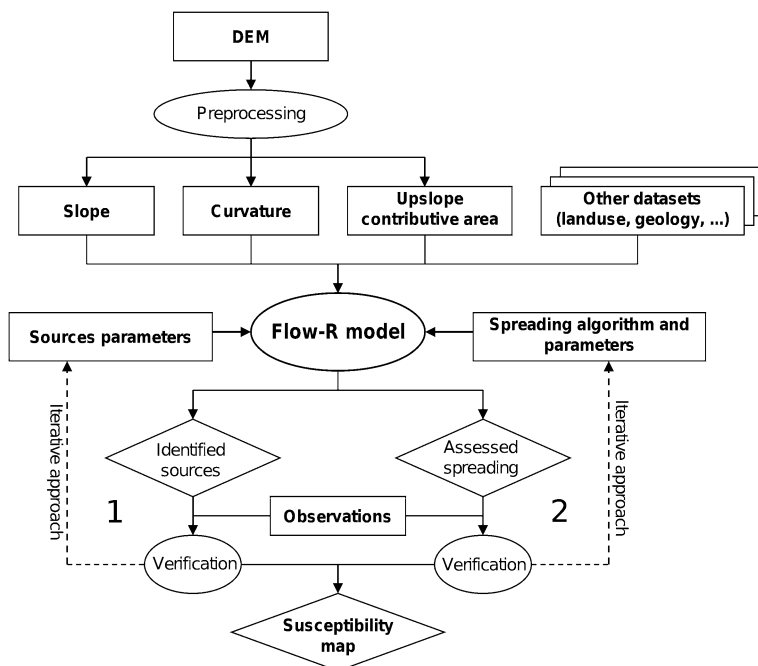 DEM
Preprocessing
Slope
Curvature
Upslope
contributive area
Other datasets
(landuse, geology, ...)
Sources parameters
Flow-R model
Spreading algorithm and
parameters
Iterative approach
Identified
sources
Assessed
spreading
Iterative approach
1
Observations
2
Verification
Verification
Susceptibility
map